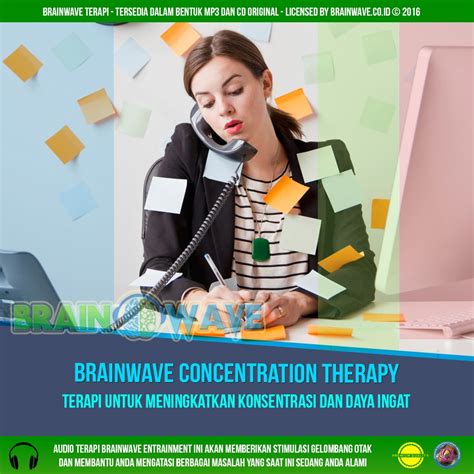 BRAINWAVE TERAPI - TERSEDIA DALAM BENTUK MP3 DAN CD ORIGINAL - LICENSED BY BRAINWAVE.CO.ID © 2016
BRAIN WAVE
BRAINWAVE CONCENTRATION THERAPY
TERAPI UNTUK MENINGKATKAN KONSENTRASI DAN DAYA INGAT
AUDIO TERAPI BRAINWAVE ENTRAINMENT INI AKAN MEMBERIKAN STIMULASI GELOMBANG OTAK
DAN MEMBANTU ANDA MENGATASI BERBAGAI MASALAH YANG SAAT INI SEDANG ANDA ALAMI